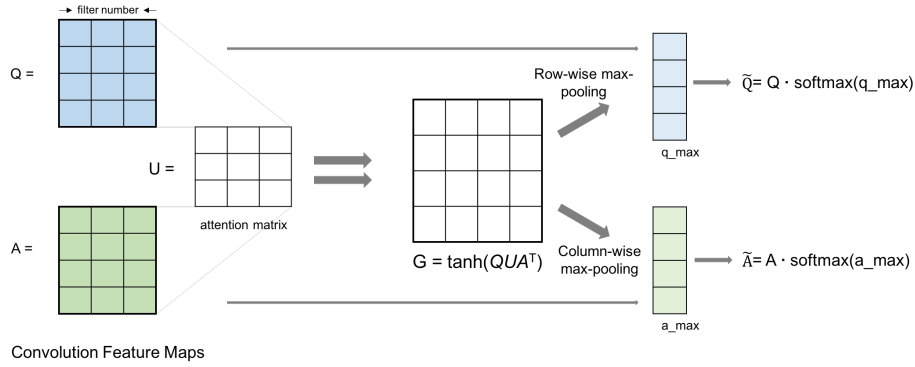 filter number
Q =
U =
attention matrix
A =
Convolution Feature Maps
G = tanh(QUAᵀ)
Row-wise max-
pooling
Column-wise
max-pooling
q_max
a_max
Q̃= Q · softmax(q_max)
Ã= A · softmax(a_max)